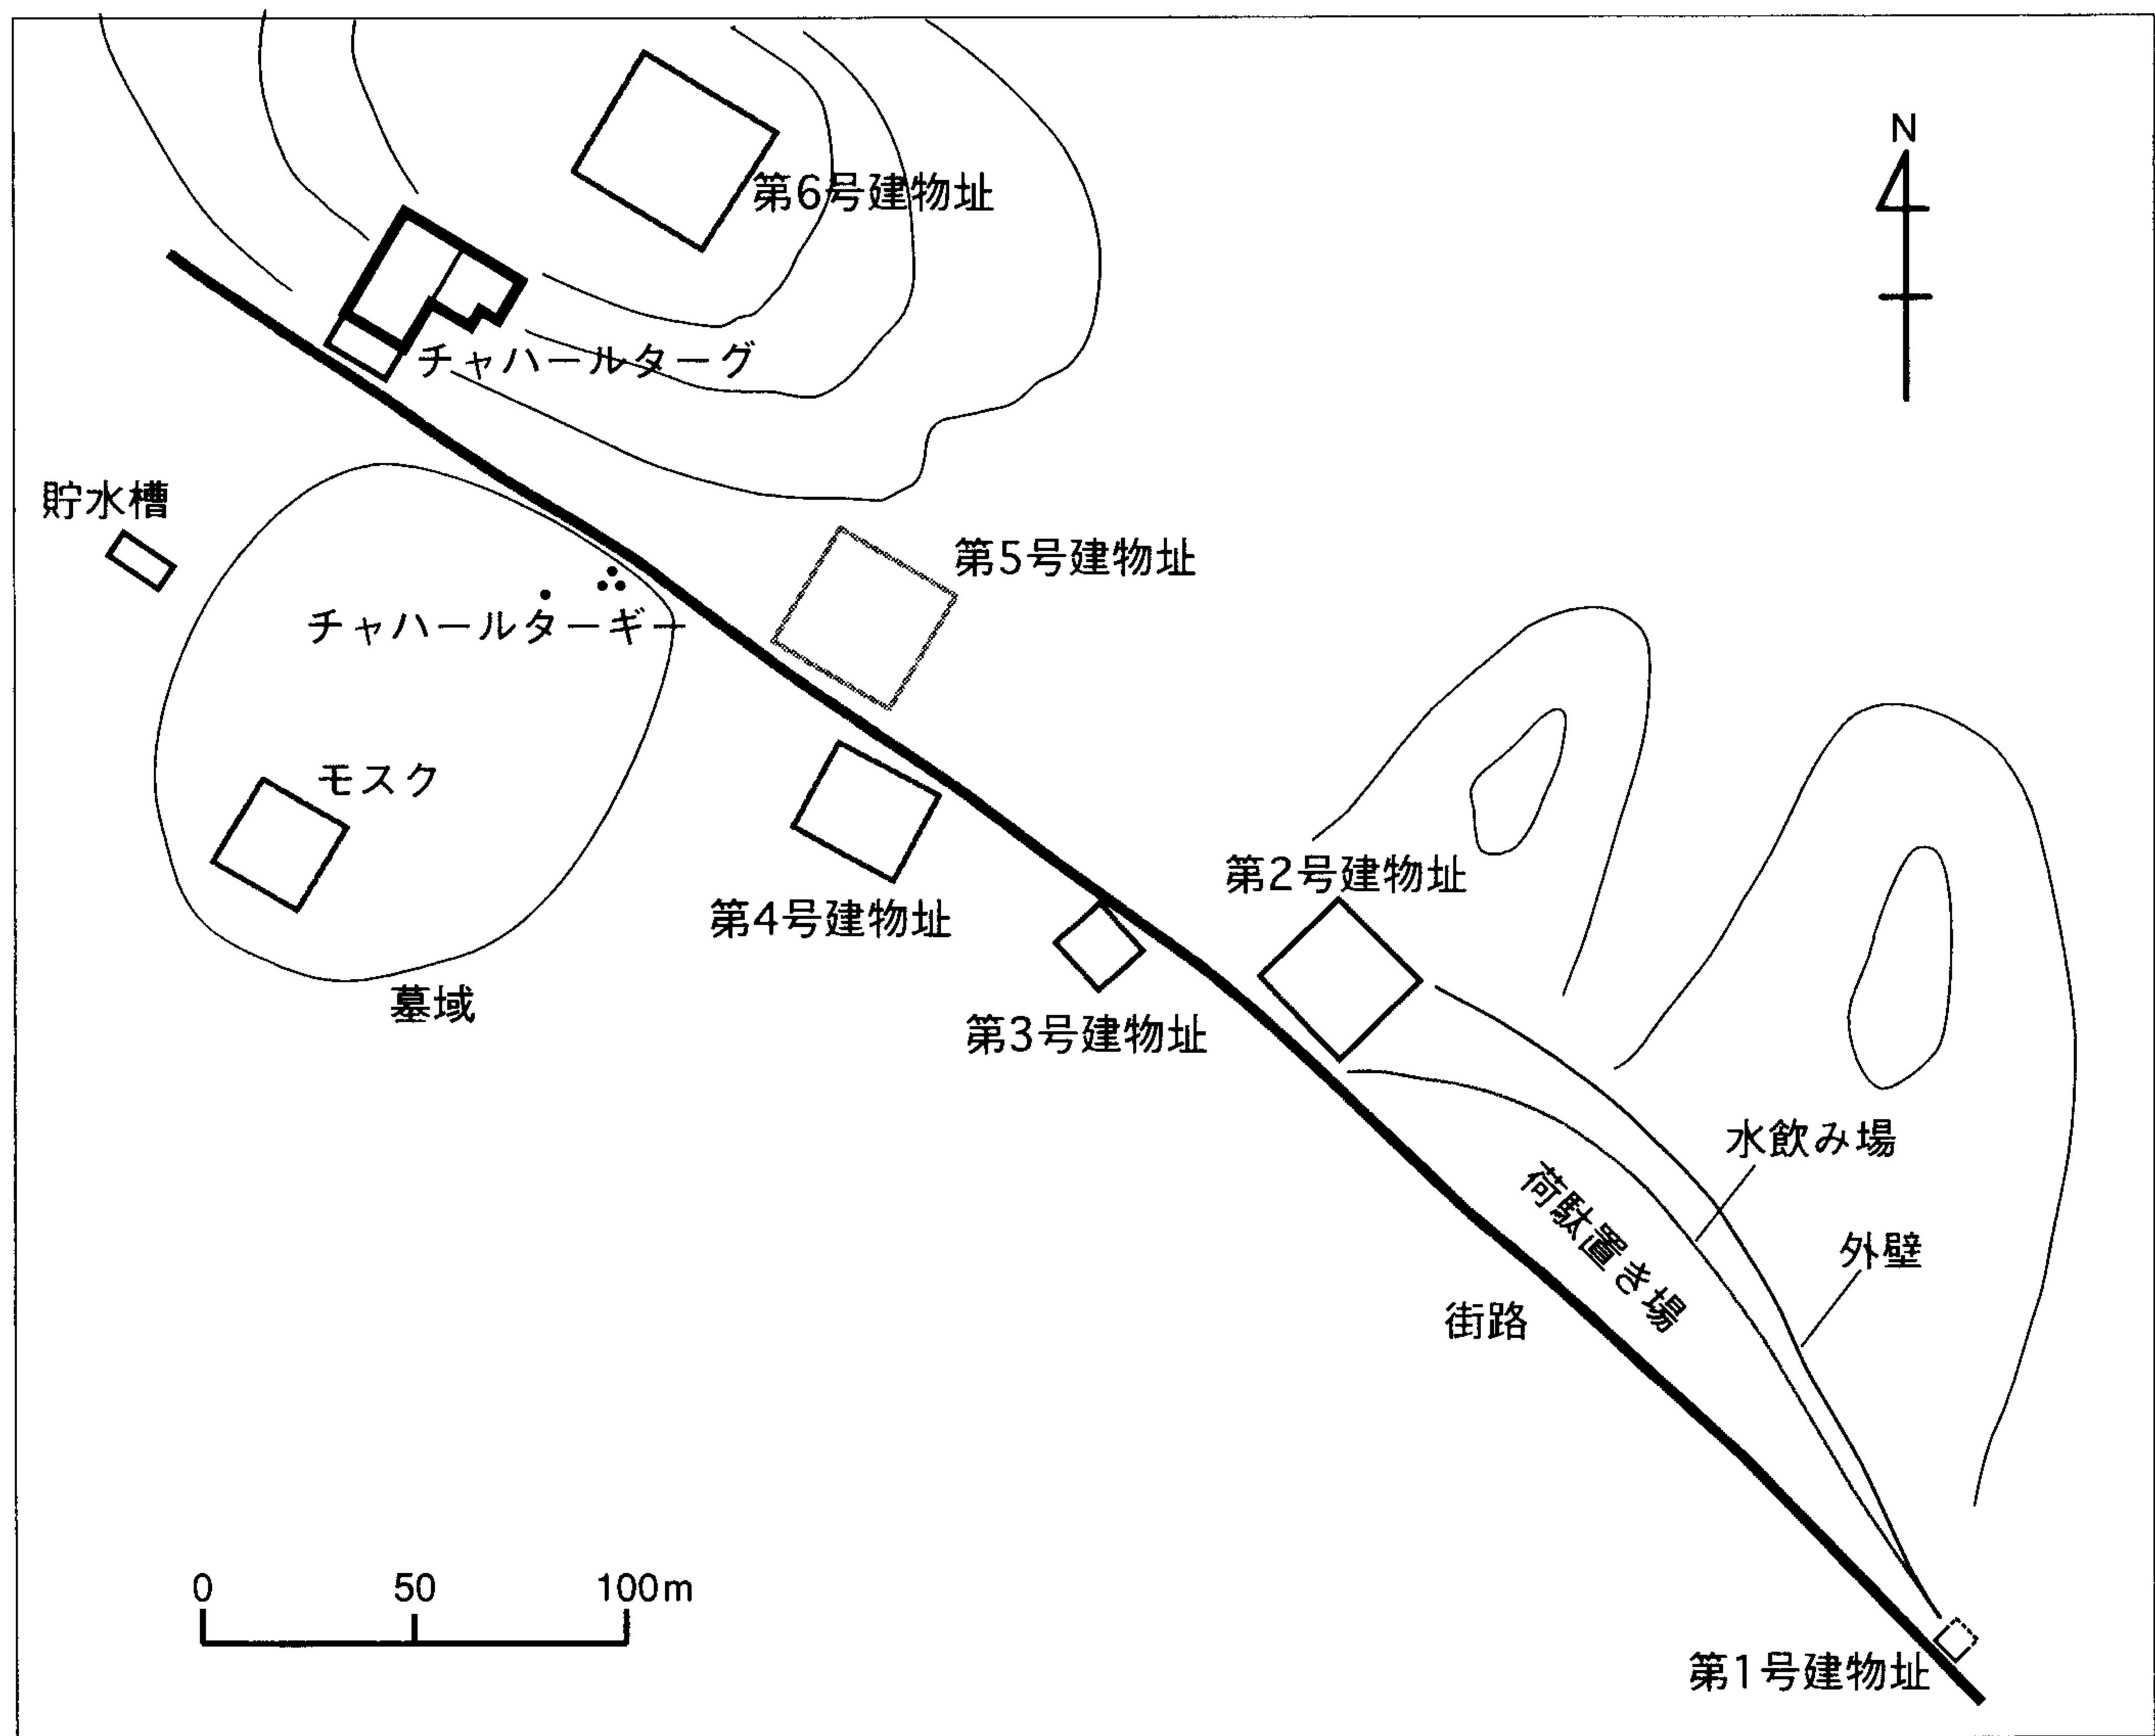 N
第6号建物址
チャハールターグ
貯水槽
第5号建物址
チャハールターギー
モスク
第2号建物址
第4号建物址
墓域
第3号建物址
水飲み場
荷駄置き場
外壁
街路
0 50 100m
第1号建物址